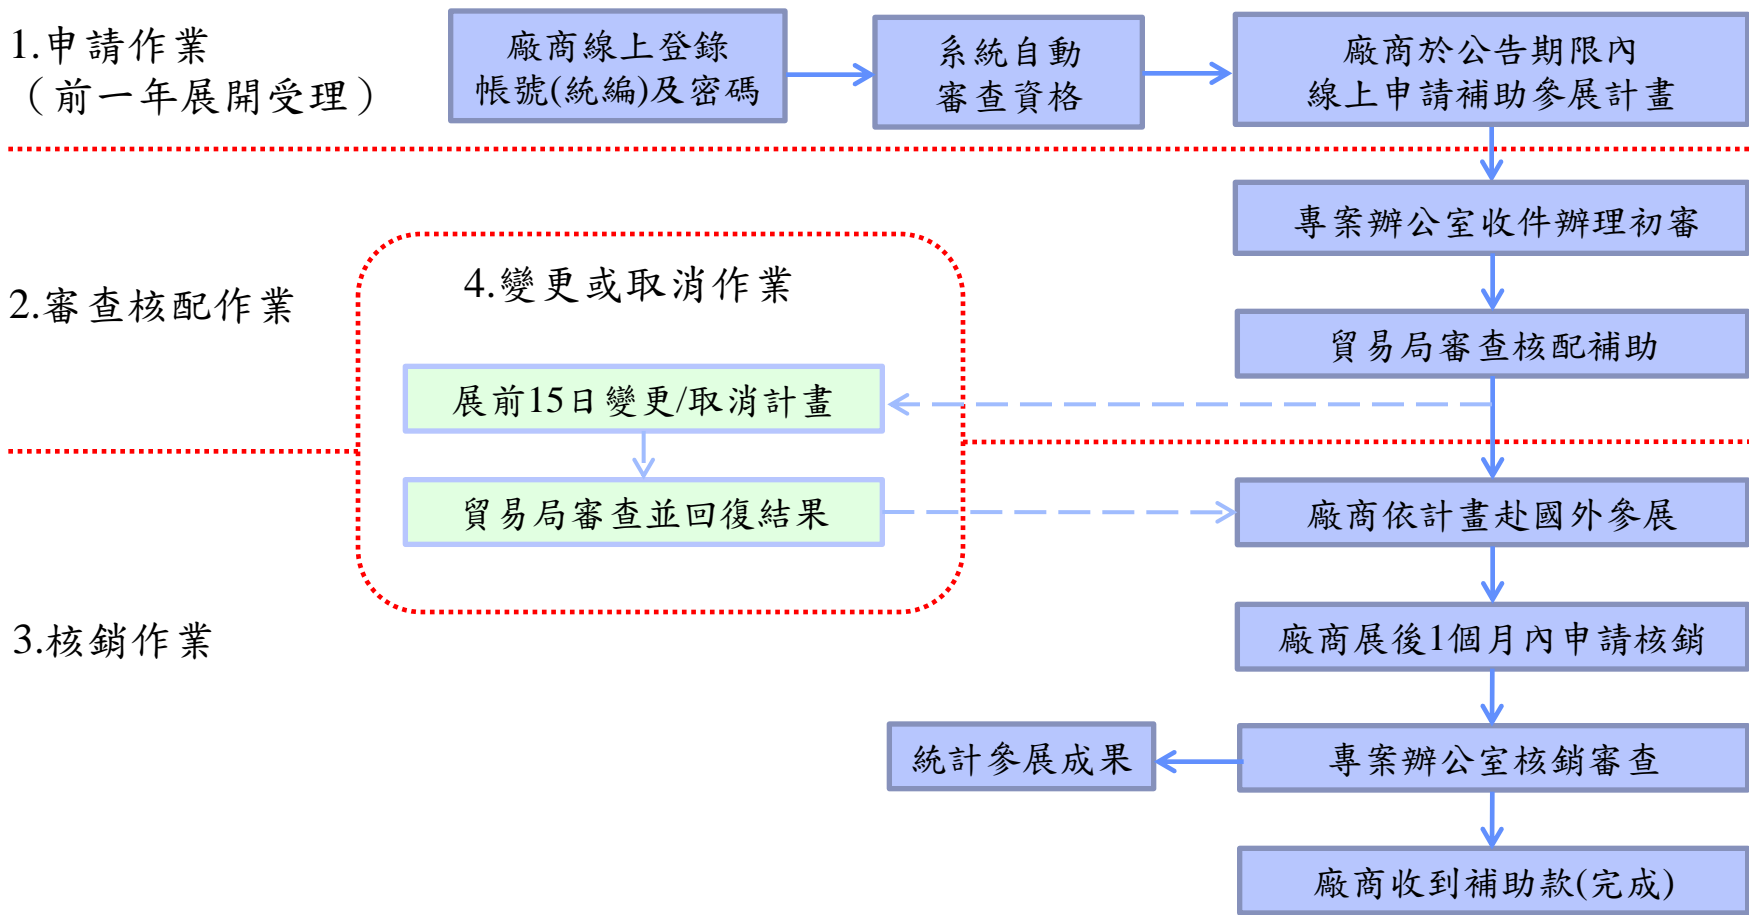 1.申請作業
（前一年展開受理）
廠商線上登錄
帳號(統編)及密碼
系統自動
審查資格
廠商於公告期限內
線上申請補助參展計畫
專案辦公室收件辦理初審
2.審查核配作業
4.變更或取消作業
貿易局審查核配補助
展前15日變更/取消計畫
貿易局審查並回復結果
廠商依計畫赴國外參展
3.核銷作業
廠商展後1個月內申請核銷
統計參展成果
專案辦公室核銷審查
廠商收到補助款(完成)